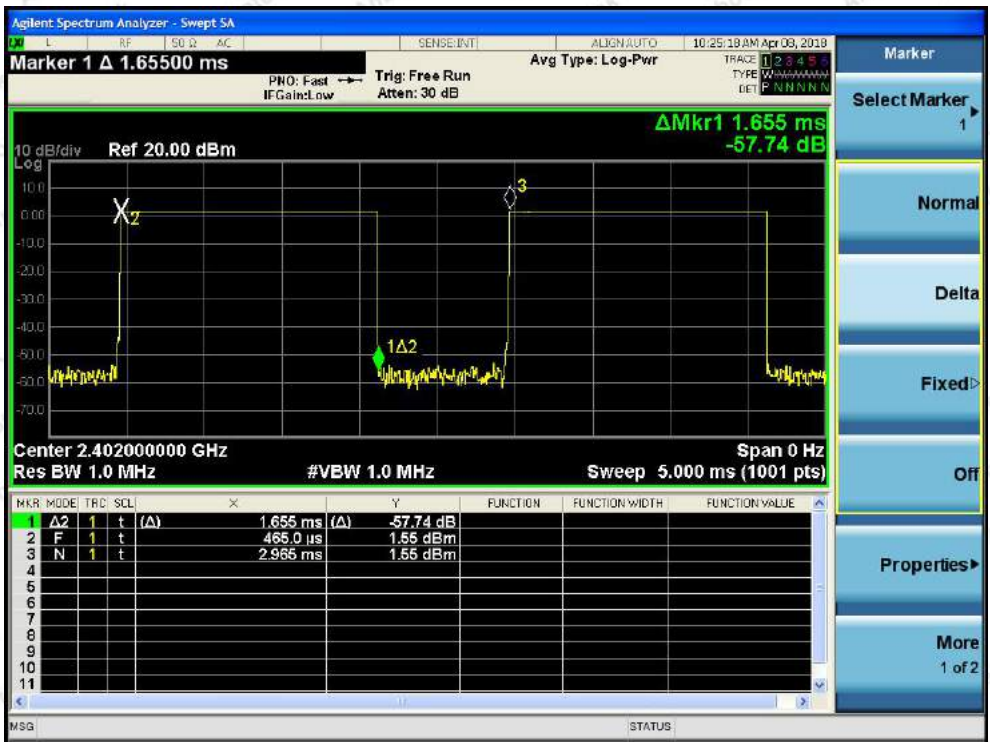 Agilent Spectrum Analyzer - Swept SA
LXI L RF 50 Ω AC SENSE:INT ALIGN AUTO 10:25:18 AM Apr 03, 2018
Marker 1 Δ 1.65500 ms
PNO: Fast
IFGain:Low
Trig: Free Run
Atten: 30 dB
Avg Type: Log-Pwr
TRACE 1 2 3 4 5 6
TYPE W
DET P N N N N N
ΔMkr1 1.655 ms
-57.74 dB
10 dB/div Ref 20.00 dBm
Log
10.0
0.00
-10.0
-20.0
-30.0
-40.0
-50.0
-60.0
-70.0
X2
3
1Δ2
Center 2.402000000 GHz Span 0 Hz
Res BW 1.0 MHz #VBW 1.0 MHz Sweep 5.000 ms (1001 pts)
MKR MODE TRC SCL X Y FUNCTION FUNCTION WIDTH FUNCTION VALUE
1 Δ2 1 t (Δ) 1.655 ms (Δ) -57.74 dB
2 F 1 t 465.0 µs 1.55 dBm
3 N 1 t 2.965 ms 1.55 dBm
4
5
6
7
8
9
10
11
MSG STATUS
Marker
Select Marker
1
Normal
Delta
Fixed
Off
Properties
More
1 of 2